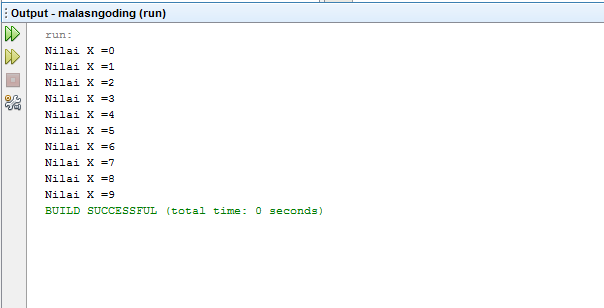 Output - malasngoding (run)
run:
Nilai X =0
Nilai X =1
Nilai X =2
Nilai X =3
Nilai X =4
Nilai X =5
Nilai X =6
Nilai X =7
Nilai X =8
Nilai X =9
BUILD SUCCESSFUL (total time: 0 seconds)